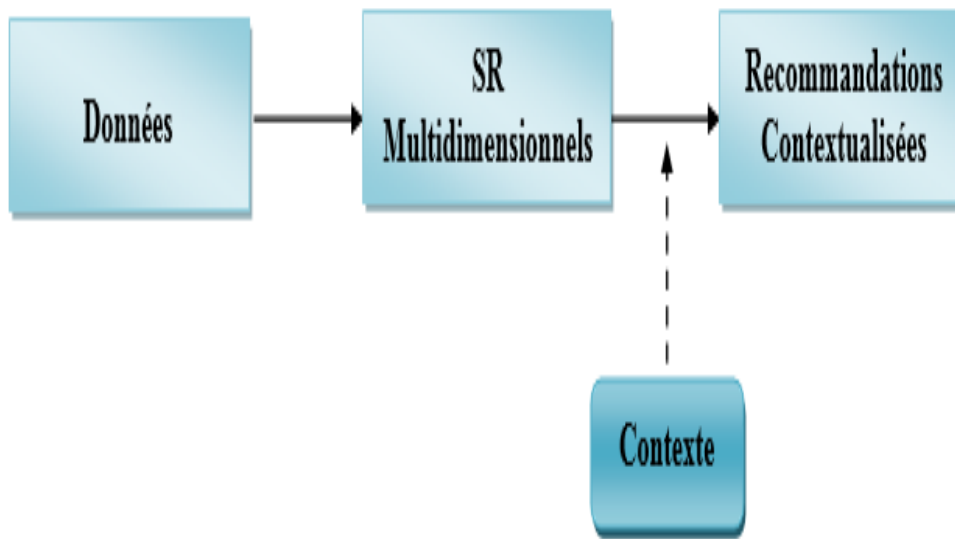 Données
SR
Multidimensionnels
Recommandations
Contextualisées
Contexte